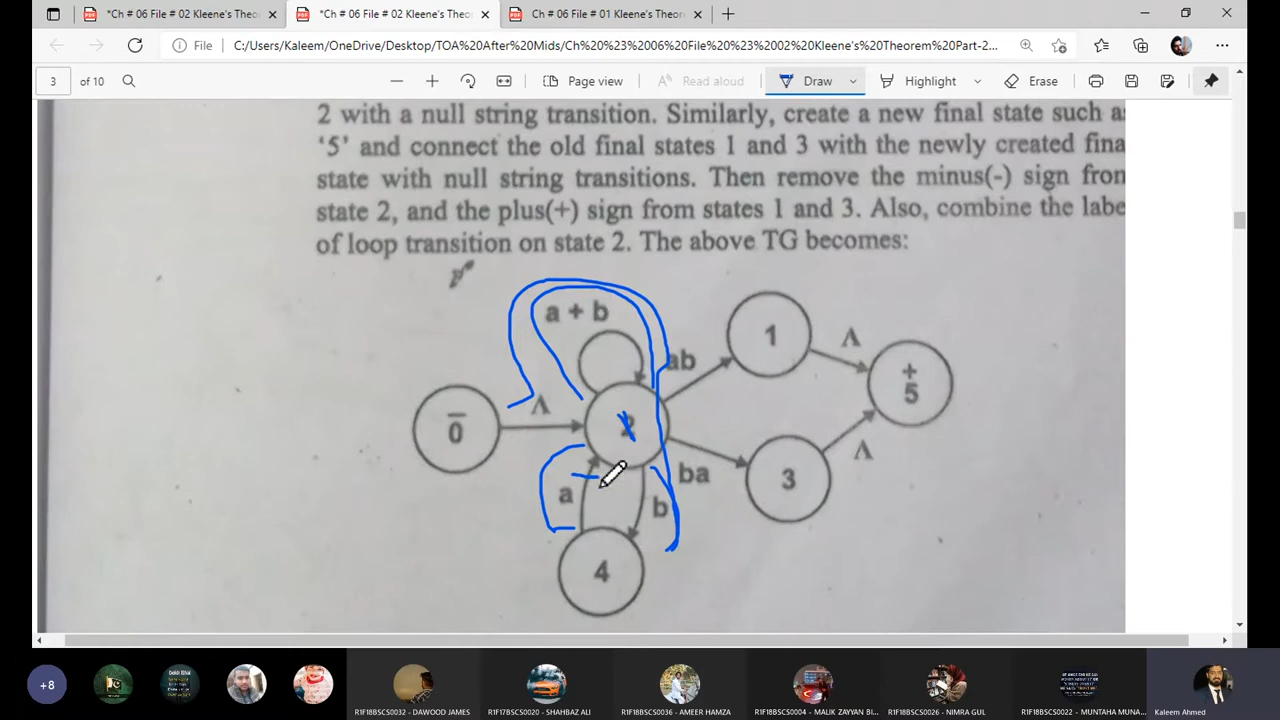 *Ch # 06 File # 02 Kleene's Theor
*Ch # 06 File # 02 Kleene's Theor
Ch # 06 File # 01 Kleene's Theore
File
C:/Users/Kaleem/OneDrive/Desktop/TOA%20After%20Mids/Ch%20%23%2006%20File%20%23%2002%20Kleene's%20Theorem%20Part-2...
3 of 10
Page view
Read aloud
Draw
Highlight
Erase
2 with a null string transition. Similarly, create a new final state such as
'5' and connect the old final states 1 and 3 with the newly created fina
state with null string transitions. Then remove the minus(-) sign from
state 2, and the plus(+) sign from states 1 and 3. Also, combine the labe
of loop transition on state 2. The above TG becomes:
a + b
ab
1
Λ
+
5
−
0
Λ
2
ba
3
Λ
a
b
4
+8
R1F18BSCS0032 - DAWOOD JAMES
R1F17BSCS0020 - SHAHBAZ ALI
R1F18BSCS0036 - AMEER HAMZA
R1F18BSCS0004 - MALIK ZAYYAN BI...
R1F18BSCS0026 - NIMRA GUL
R1F18BSCS0022 - MUNTAHA MUNA...
Kaleem Ahmed